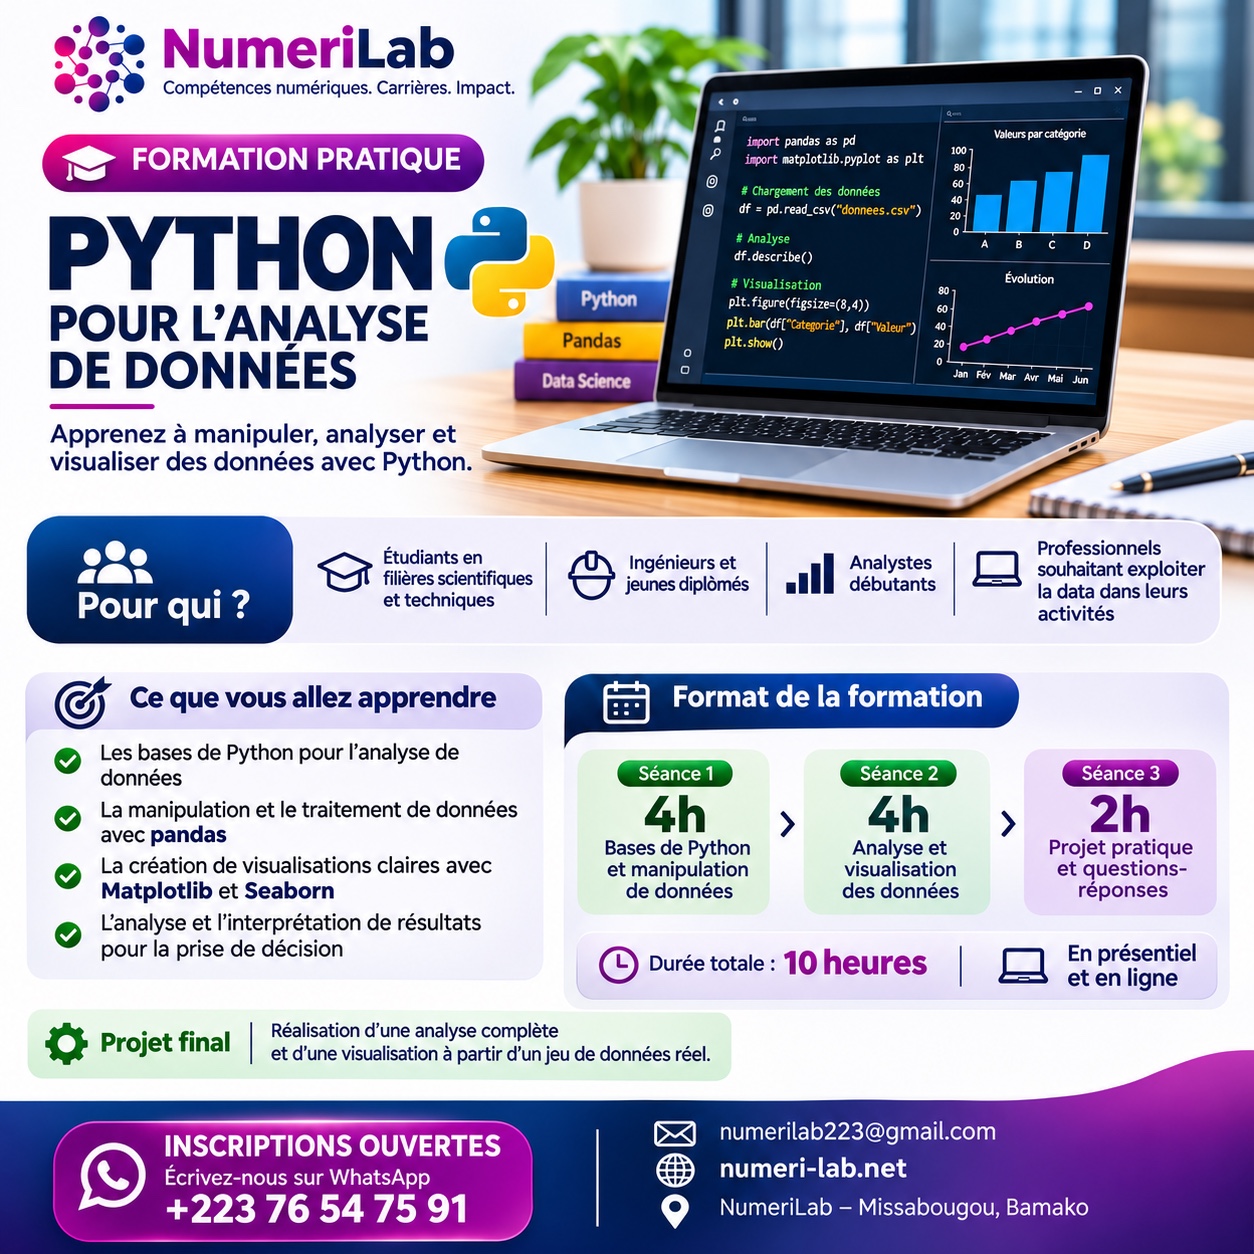 NumeriLab
Compétences numériques. Carrières. Impact.
FORMATION PRATIQUE
PYTHON
POUR L'ANALYSE
DE DONNÉES
Apprenez à manipuler, analyser et
visualiser des données avec Python.
Python
Pandas
Data Science
import pandas as pd
import matplotlib.pyplot as plt
# Chargement des données
df = pd.read_csv("donnees.csv")
# Analyse
df.describe()
# Visualisation
plt.figure(figsize=(8,4))
plt.bar(df["Categorie"], df["Valeur")
plt.show()
Valeurs par catégorie
100
80
60
40
20
0
A B C D
Évolution
80
60
40
20
0
Jan Fév Mar Avr Mai Jun
Pour qui ?
Étudiants en
filières scientifiques
et techniques
Ingénieurs et
jeunes diplômés
Analystes
débutants
Professionnels
souhaitant exploiter
la data dans leurs
activités
Ce que vous allez apprendre
Les bases de Python pour l'analyse de
données
La manipulation et le traitement de données
avec pandas
La création de visualisations claires avec
Matplotlib et Seaborn
L'analyse et l'interprétation de résultats
pour la prise de décision
Format de la formation
Séance 1
4h
Bases de Python
et manipulation
de données
Séance 2
4h
Analyse et
visualisation
des données
Séance 3
2h
Projet pratique
et questions-
réponses
Durée totale : 10 heures
En présentiel
et en ligne
Projet final
Réalisation d'une analyse complète
et d'une visualisation à partir d'un jeu de données réel.
INSCRIPTIONS OUVERTES
Écrivez-nous sur WhatsApp
+223 76 54 75 91
numerilab223@gmail.com
numeri-lab.net
NumeriLab – Missabougou, Bamako